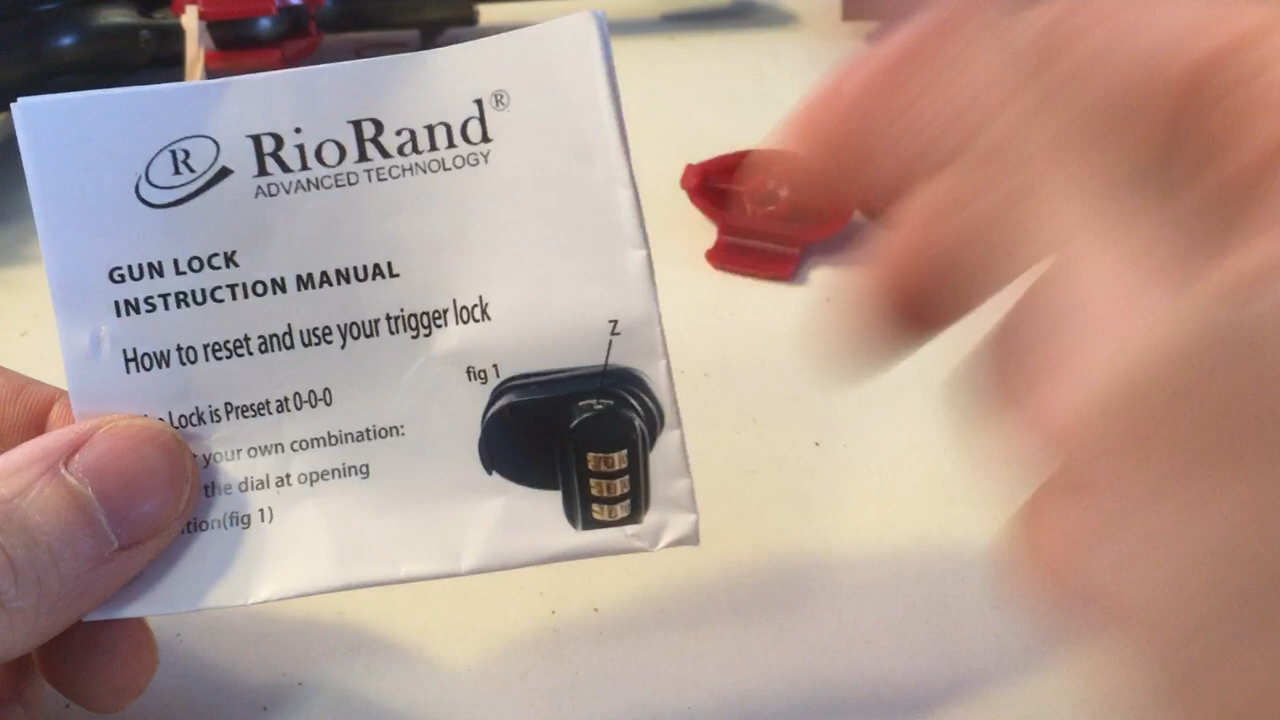 R RioRand®
ADVANCED TECHNOLOGY
GUN LOCK
INSTRUCTION MANUAL
How to reset and use your trigger lock
Z
fig 1
Lock is Preset at 0-0-0
your own combination:
the dial at opening
tion(fig 1)